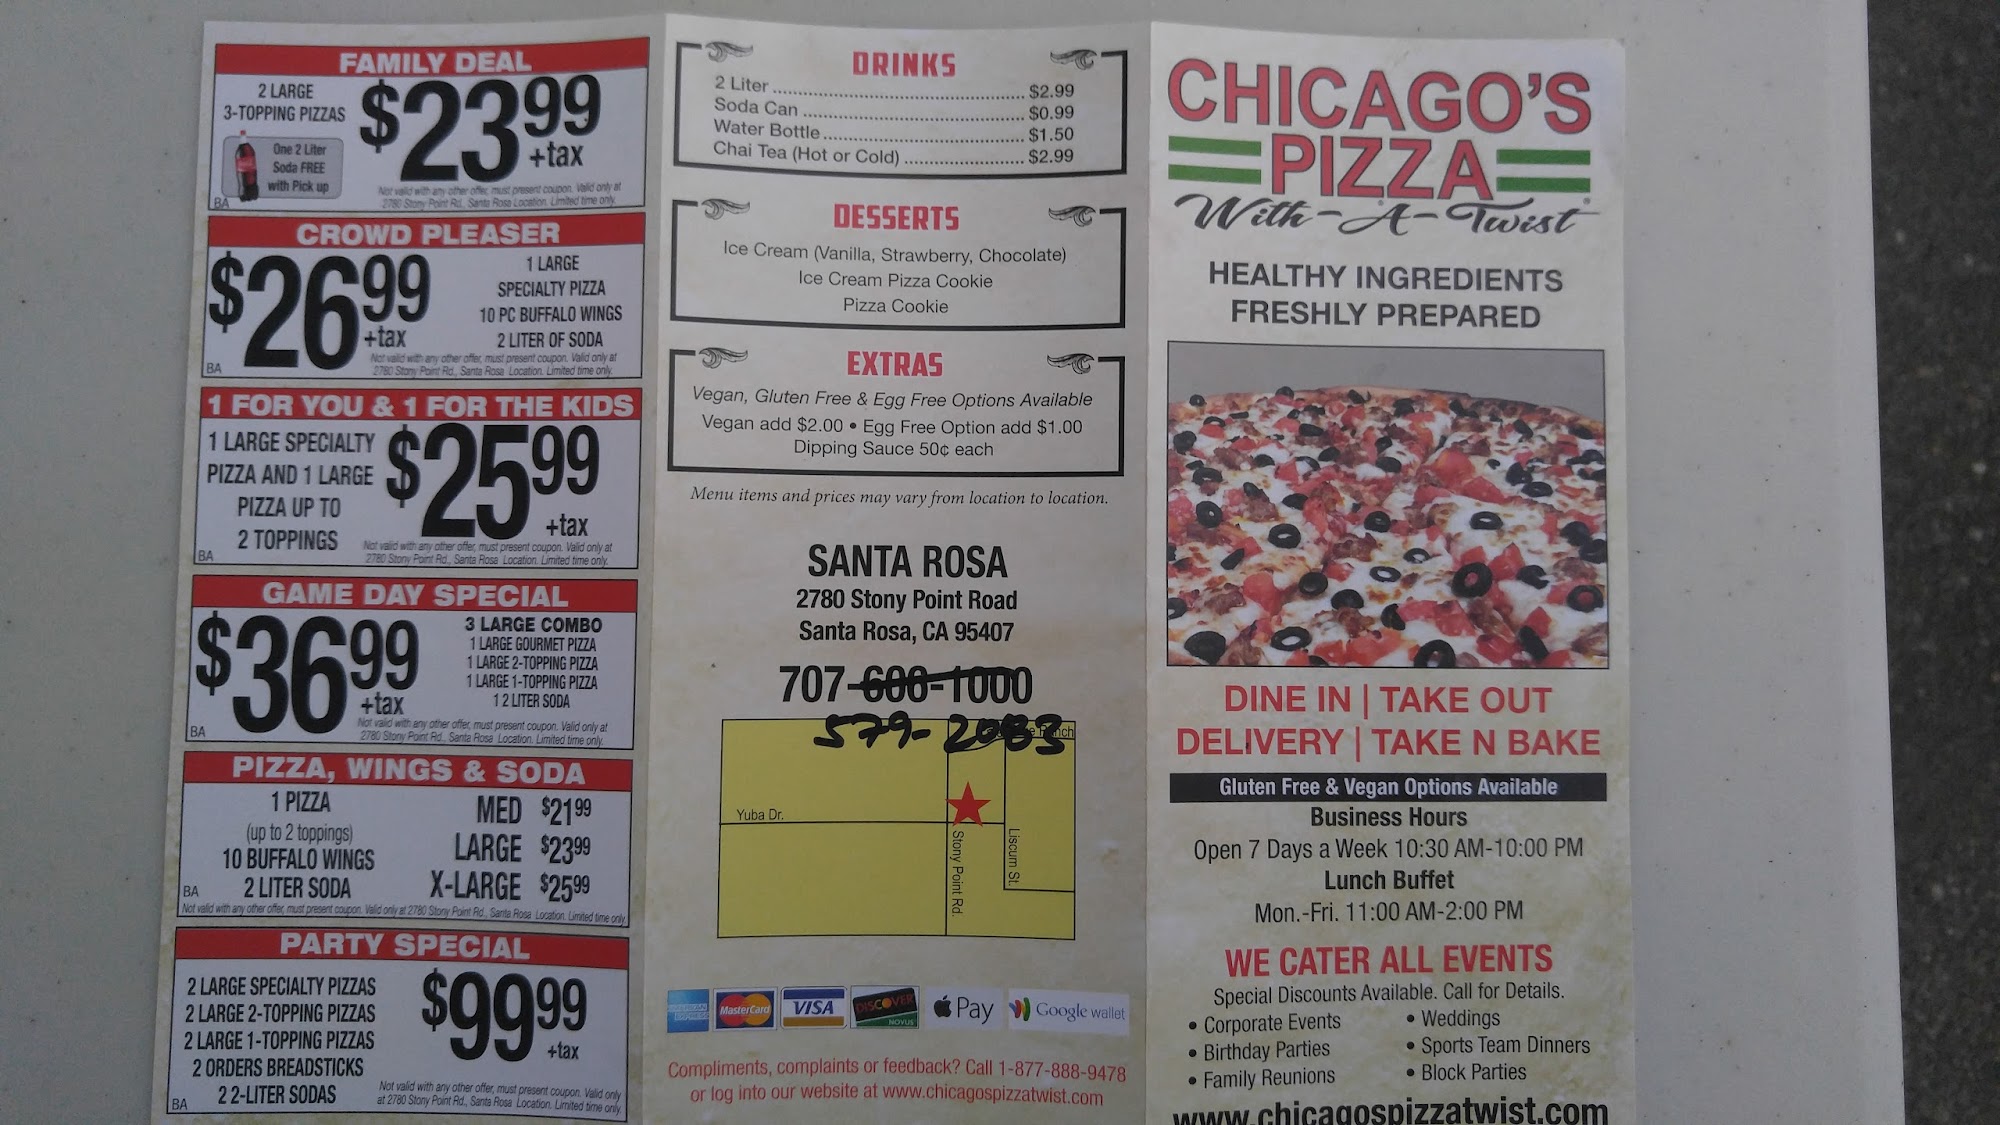 FAMILY DEAL
2 LARGE
3-TOPPING PIZZAS
$23.99
+tax
One 2 Liter
Soda FREE
with Pick up
Not valid with any other offer, must present coupon. Valid only at
2780 Stony Point Rd., Santa Rosa Location. Limited time only.
BA
CROWD PLEASER
$26.99
+tax
1 LARGE
SPECIALTY PIZZA
10 PC BUFFALO WINGS
2 LITER OF SODA
Not valid with any other offer, must present coupon. Valid only at
2780 Stony Point Rd., Santa Rosa Location. Limited time only.
BA
1 FOR YOU & 1 FOR THE KIDS
1 LARGE SPECIALTY
PIZZA AND 1 LARGE
PIZZA UP TO
2 TOPPINGS
$25.99
+tax
Not valid with any other offer, must present coupon. Valid only at
2780 Stony Point Rd., Santa Rosa Location. Limited time only.
BA
GAME DAY SPECIAL
$36.99
+tax
3 LARGE COMBO
1 LARGE GOURMET PIZZA
1 LARGE 2-TOPPING PIZZA
1 LARGE 1-TOPPING PIZZA
1 2 LITER SODA
Not valid with any other offer, must present coupon. Valid only at
2780 Stony Point Rd., Santa Rosa Location. Limited time only.
BA
PIZZA, WINGS & SODA
1 PIZZA
(up to 2 toppings)
10 BUFFALO WINGS
2 LITER SODA
MED $21.99
LARGE $23.99
X-LARGE $25.99
BA
Not valid with any other offer, must present coupon. Valid only at 2780 Stony Point Rd., Santa Rosa Location. Limited time only.
PARTY SPECIAL
2 LARGE SPECIALTY PIZZAS
2 LARGE 2-TOPPING PIZZAS
2 LARGE 1-TOPPING PIZZAS
2 ORDERS BREADSTICKS
2 2-LITER SODAS
$99.99
+tax
Not valid with any other offer, must present coupon. Valid only
at 2780 Stony Point Rd., Santa Rosa Location. Limited time only
BA
DRINKS
2 Liter $2.99
Soda Can $0.99
Water Bottle $1.50
Chai Tea (Hot or Cold) $2.99
DESSERTS
Ice Cream (Vanilla, Strawberry, Chocolate)
Ice Cream Pizza Cookie
Pizza Cookie
EXTRAS
Vegan, Gluten Free & Egg Free Options Available
Vegan add $2.00 • Egg Free Option add $1.00
Dipping Sauce 50¢ each
Menu items and prices may vary from location to location.
SANTA ROSA
2780 Stony Point Road
Santa Rosa, CA 95407
707-608-1000
579-2083
Yuba Dr.
Stony Point Rd.
Liscum St.
AMERICAN EXPRESS
MasterCard
VISA
DISCOVER
NOVUS
Pay
Google wallet
Compliments, complaints or feedback? Call 1-877-888-9478
or log into our website at www.chicagospizzatwist.com
CHICAGO'S
PIZZA
With-A-Twist®
HEALTHY INGREDIENTS
FRESHLY PREPARED
DINE IN | TAKE OUT
DELIVERY | TAKE N BAKE
Gluten Free & Vegan Options Available
Business Hours
Open 7 Days a Week 10:30 AM-10:00 PM
Lunch Buffet
Mon.-Fri. 11:00 AM-2:00 PM
WE CATER ALL EVENTS
Special Discounts Available. Call for Details.
• Corporate Events
• Birthday Parties
• Family Reunions
• Weddings
• Sports Team Dinners
• Block Parties
www.chicagospizzatwist.com